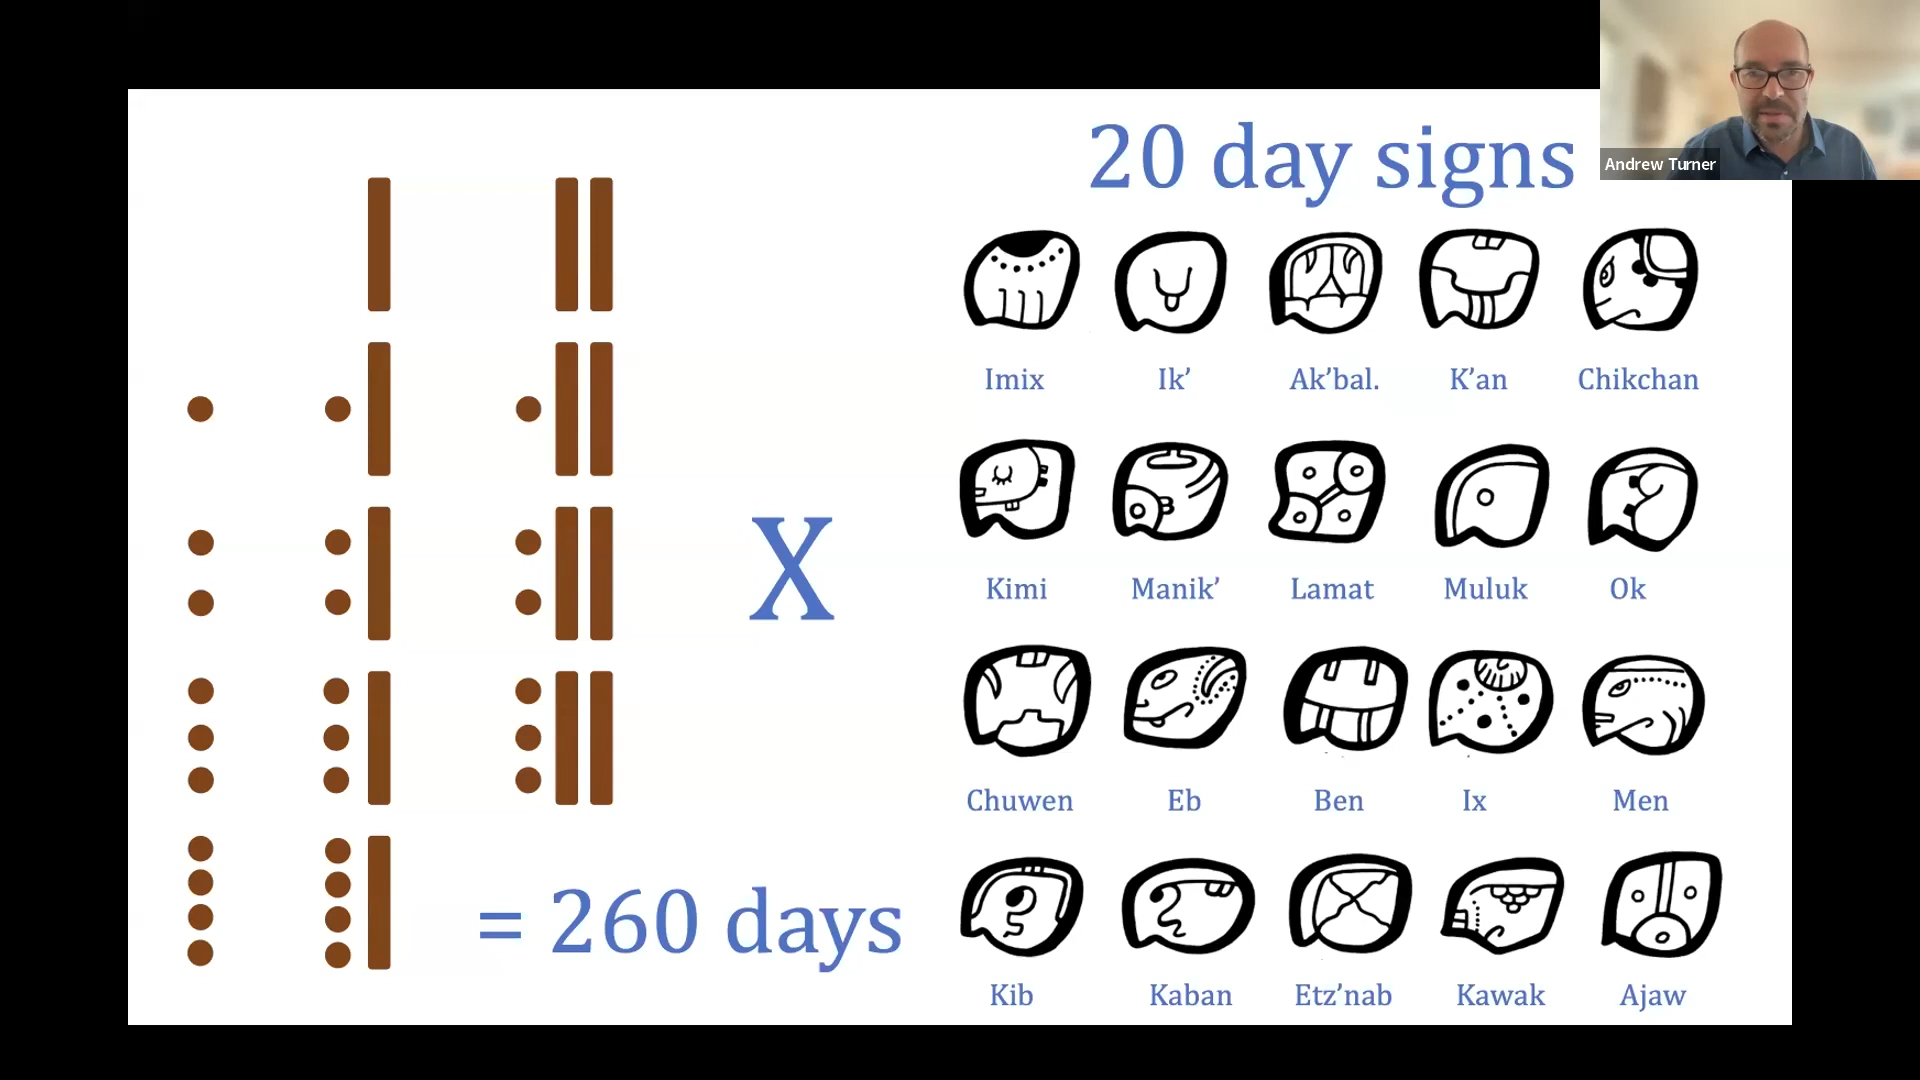 20 day signs
Andrew Turner
Imix Ik’ Ak’bal. K’an Chikchan
X
Kimi Manik’ Lamat Muluk Ok
Chuwen Eb Ben Ix Men
= 260 days
Kib Kaban Etz’nab Kawak Ajaw